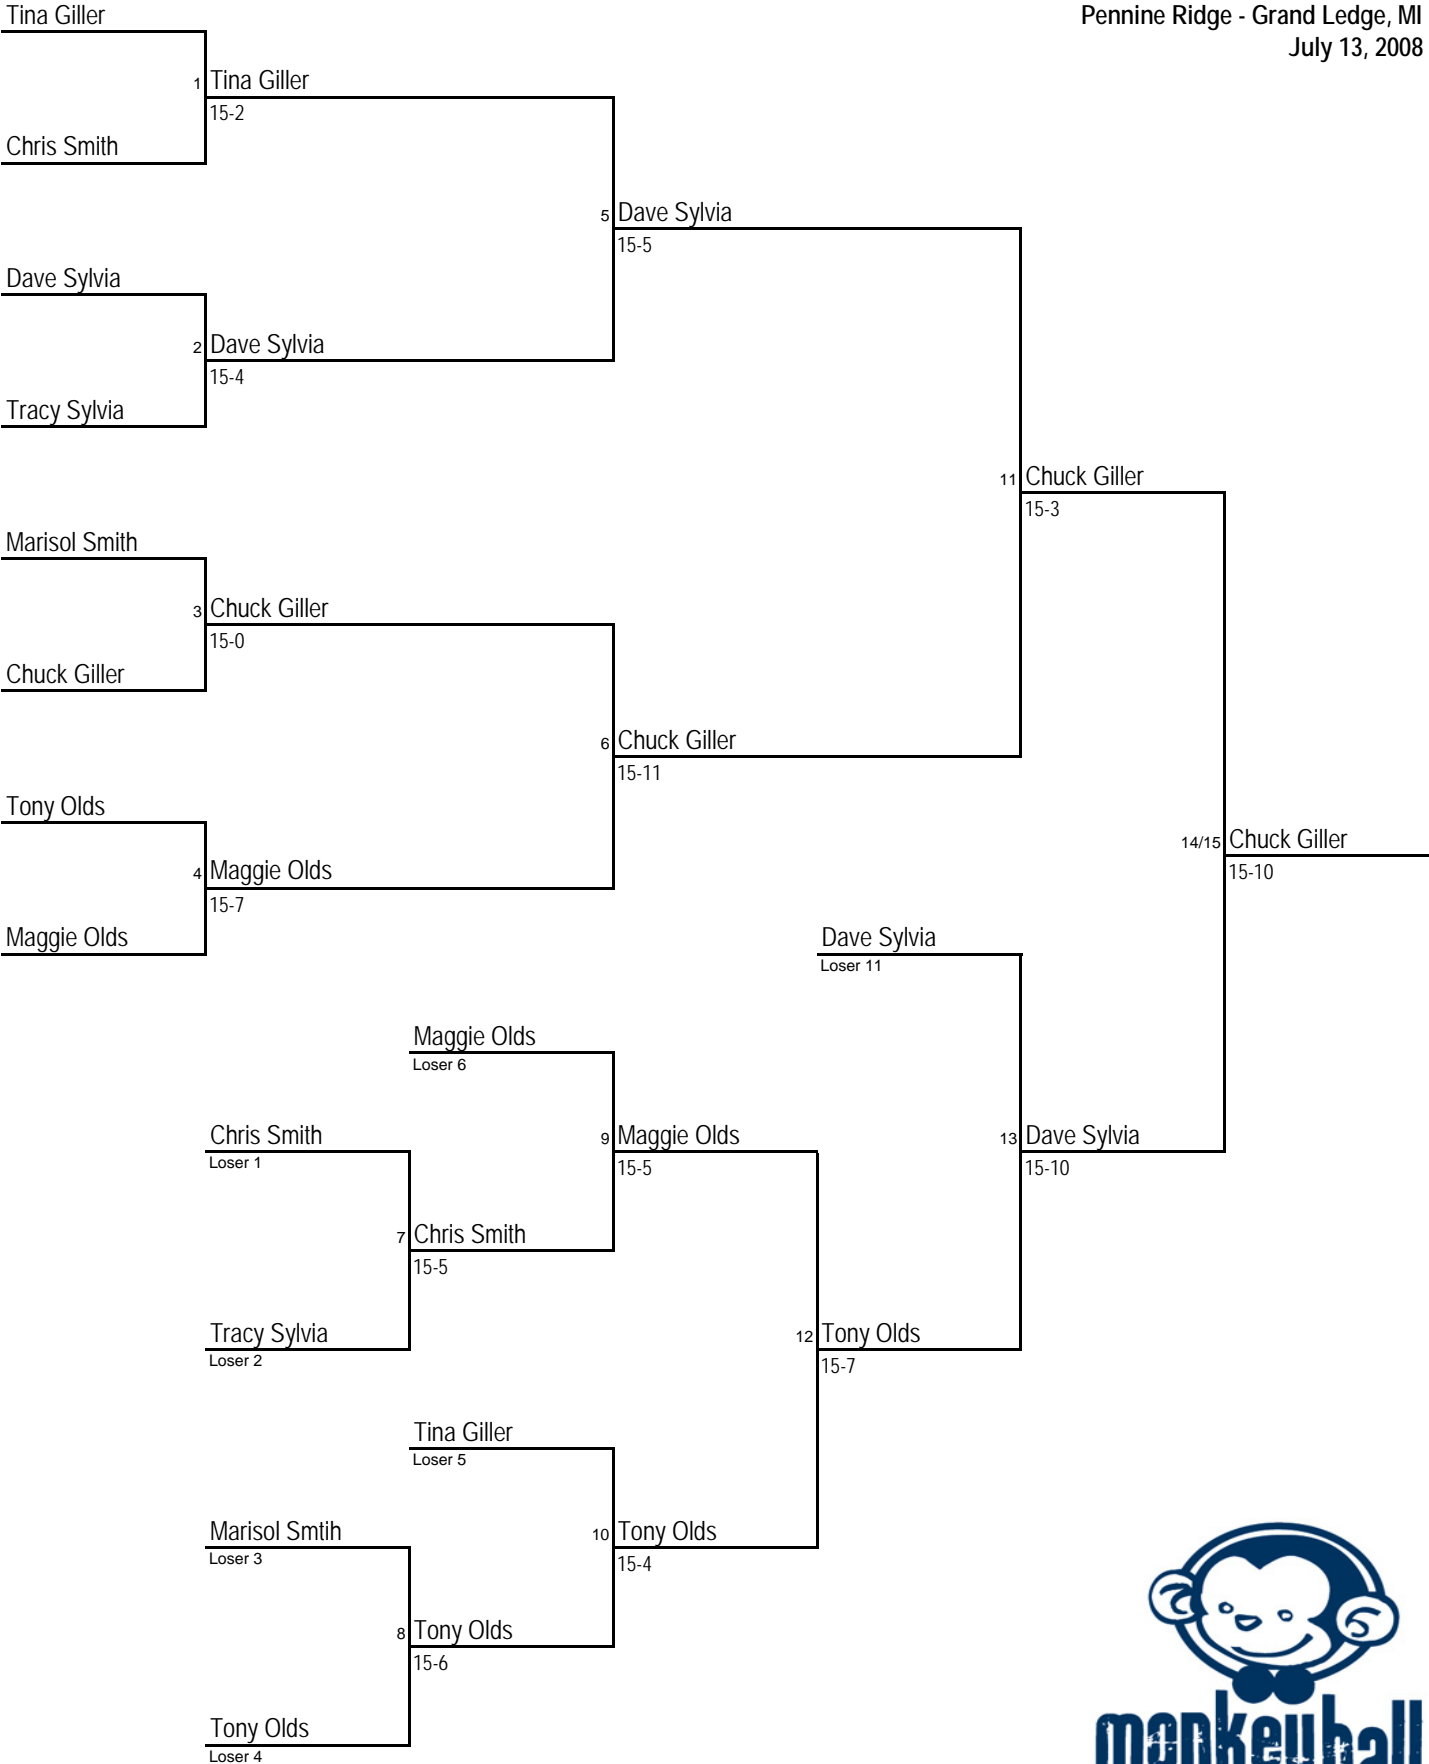 Tina Giller
Pennine Ridge - Grand Ledge, MI
July 13, 2008
1 Tina Giller
15-2
Chris Smith
5 Dave Sylvia
15-5
Dave Sylvia
2 Dave Sylvia
15-4
Tracy Sylvia
11 Chuck Giller
15-3
Marisol Smith
3 Chuck Giller
15-0
Chuck Giller
6 Chuck Giller
15-11
Tony Olds
14/15 Chuck Giller
15-10
4 Maggie Olds
15-7
Maggie Olds
Dave Sylvia
Loser 11
Maggie Olds
Loser 6
Chris Smith
Loser 1
9 Maggie Olds
15-5
13 Dave Sylvia
15-10
7 Chris Smith
15-5
Tracy Sylvia
Loser 2
12 Tony Olds
15-7
Tina Giller
Loser 5
Marisol Smtih
Loser 3
10 Tony Olds
15-4
8 Tony Olds
15-6
Tony Olds
Loser 4
monkeyball